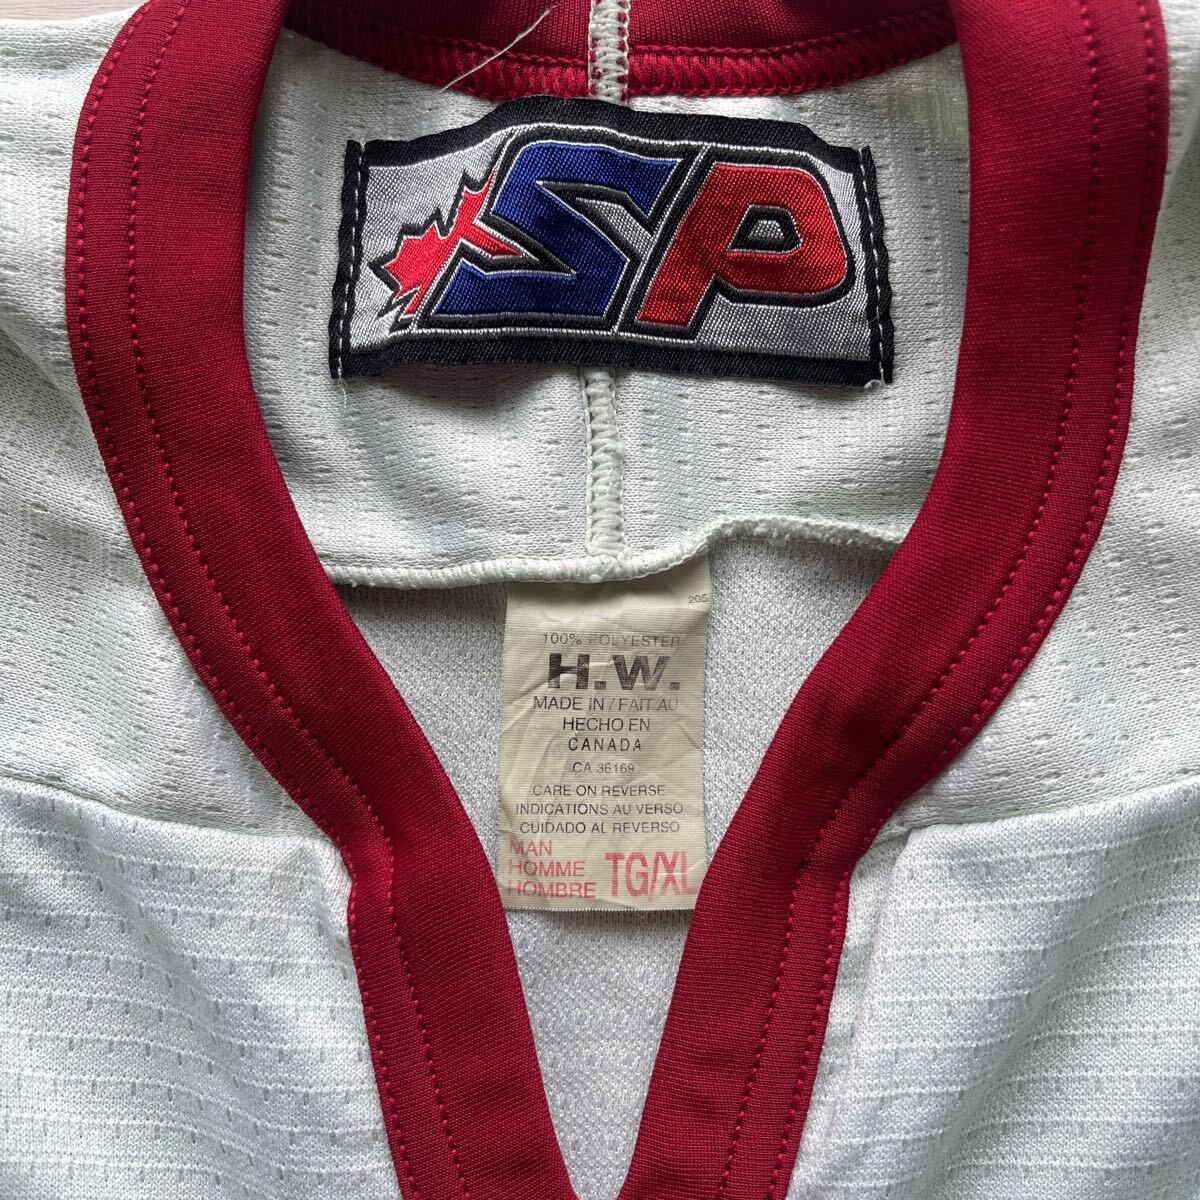 SP
205
100% POLYESTER
H.W.
MADE IN / FAIT AU
HECHO EN
CANADA
CA 36169
CARE ON REVERSE
INDICATIONS AU VERSO
CUIDADO AL REVERSO
MAN
HOMME
HOMBRE
TG/XL